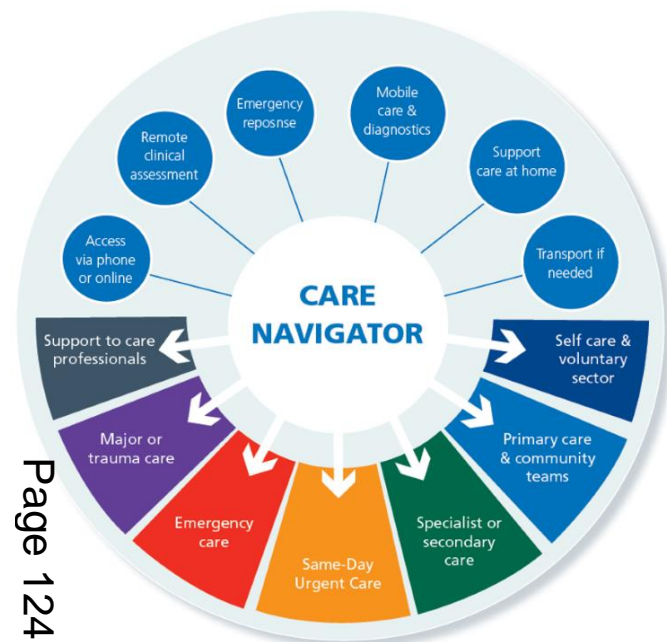 Mobile
care &
diagnostics
Emergency
reposnse
Remote
clinical
assessment
Support
care at home
Access
via phone
or online
Transport if
needed
CARE
NAVIGATOR
Support to care
professionals
Self care &
voluntary
sector
Major or
trauma care
Primary care
& community
teams
Emergency
care
Same-Day
Urgent Care
Specialist or
secondary
care
Page 124